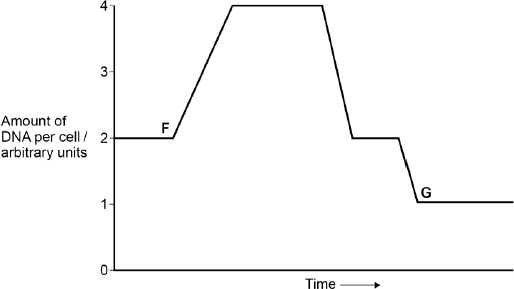 4
3
Amount of
DNA per cell /
arbitrary units
F
2
G
1
0
Time